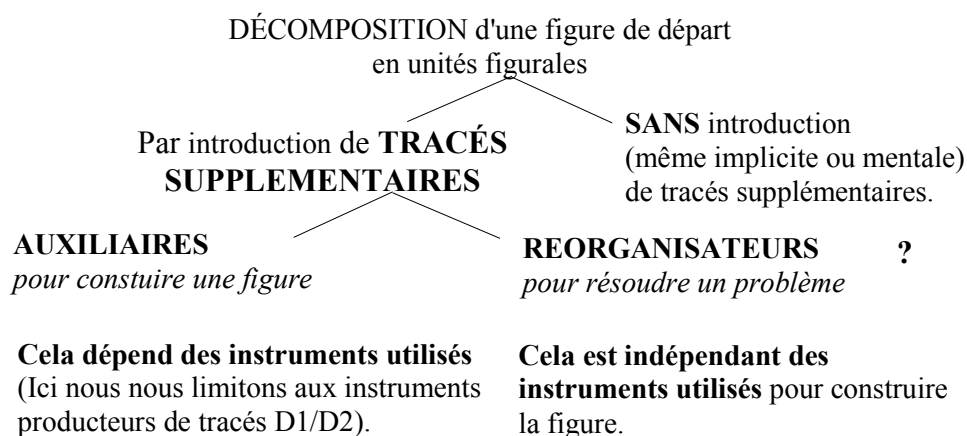 DÉCOMPOSITION d'une figure de départ
en unités figurales
Par introduction de TRACÉS
SUPPLEMENTAIRES
SANS introduction
(même implicite ou mentale)
de tracés supplémentaires.
AUXILIAIRES
pour constuire une figure
REORGANISATEURS ?
pour résoudre un problème
Cela dépend des instruments utilisés
(Ici nous nous limitons aux instruments
producteurs de tracés D1/D2).
Cela est indépendant des
instruments utilisés pour construire
la figure.